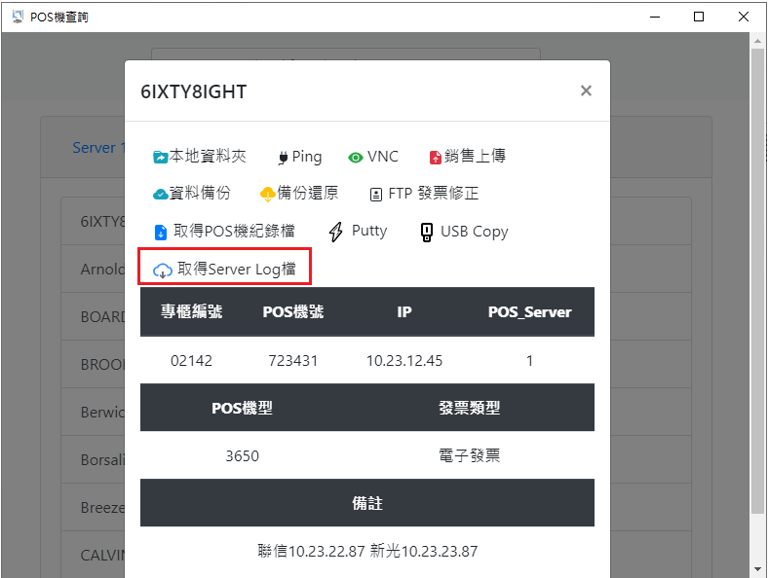 POS機查詢
6IXTY8IGHT
×
本地資料夾 Ping VNC 銷售上傳
資料備份 備份還原 FTP 發票修正
取得POS機紀錄檔 Putty USB Copy
取得Server Log檔
專櫃編號 POS機號 IP POS_Server
02142 723431 10.23.12.45 1
POS機型 發票類型
3650 電子發票
備註
聯信10.23.22.87 新光10.23.23.87
Server 1
6IXTY8
Arnold
BOARD
BROO
Berwic
Borsali
Breeze
CALVIN